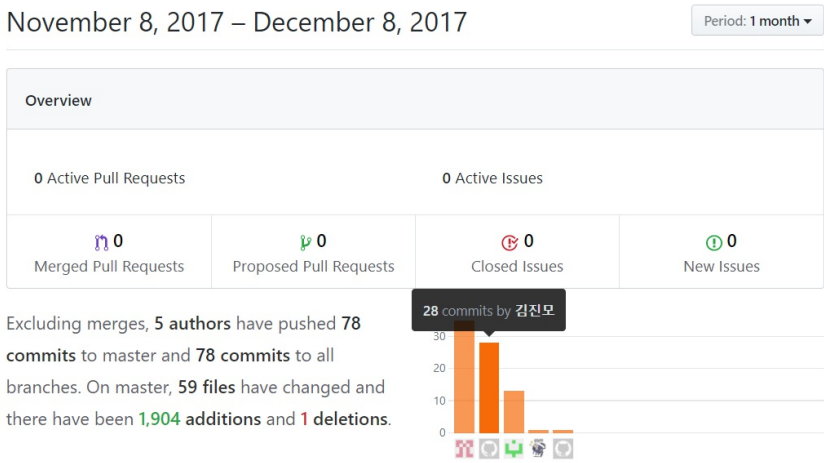 November 8, 2017 – December 8, 2017
Period: 1 month
Overview
0 Active Pull Requests
0 Active Issues
0
Merged Pull Requests
0
Proposed Pull Requests
0
Closed Issues
0
New Issues
Excluding merges, 5 authors have pushed 78
commits to master and 78 commits to all
branches. On master, 59 files have changed and
there have been 1,904 additions and 1 deletions.
28 commits by 김진모
30
20
10
0